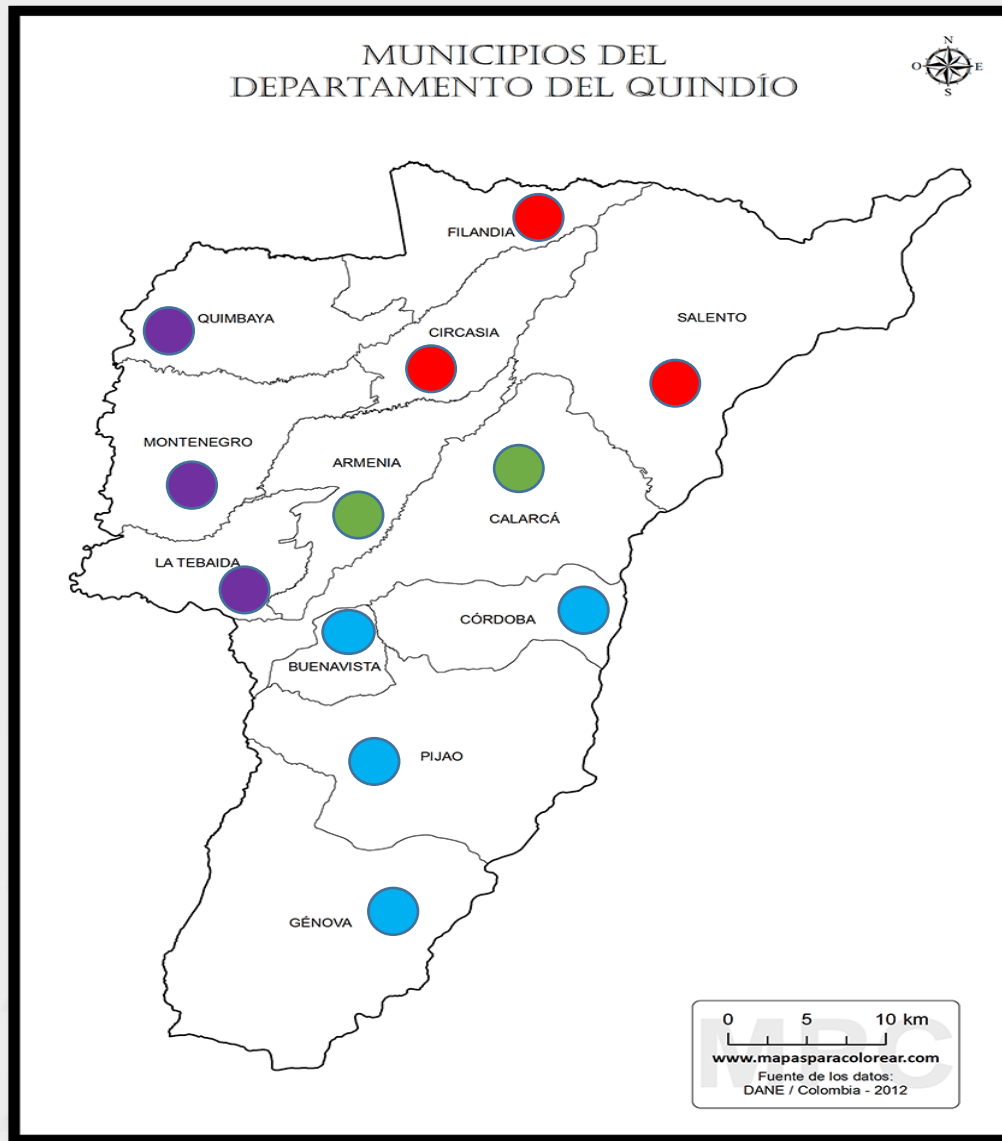 MUNICIPIOS DEL
DEPARTAMENTO DEL QUINDÍO
N
O
E
S
FILANDIA
QUIMBAYA
SALENTO
CIRCASIA
MONTENEGRO
ARMENIA
CALARCÁ
LA TEBAIDA
CÓRDOBA
BUENAVISTA
PIJAO
GÉNOVA
MPC
0 5 10 km
www.mapasparacolorear.com
Fuente de los datos:
DANE / Colombia - 2012